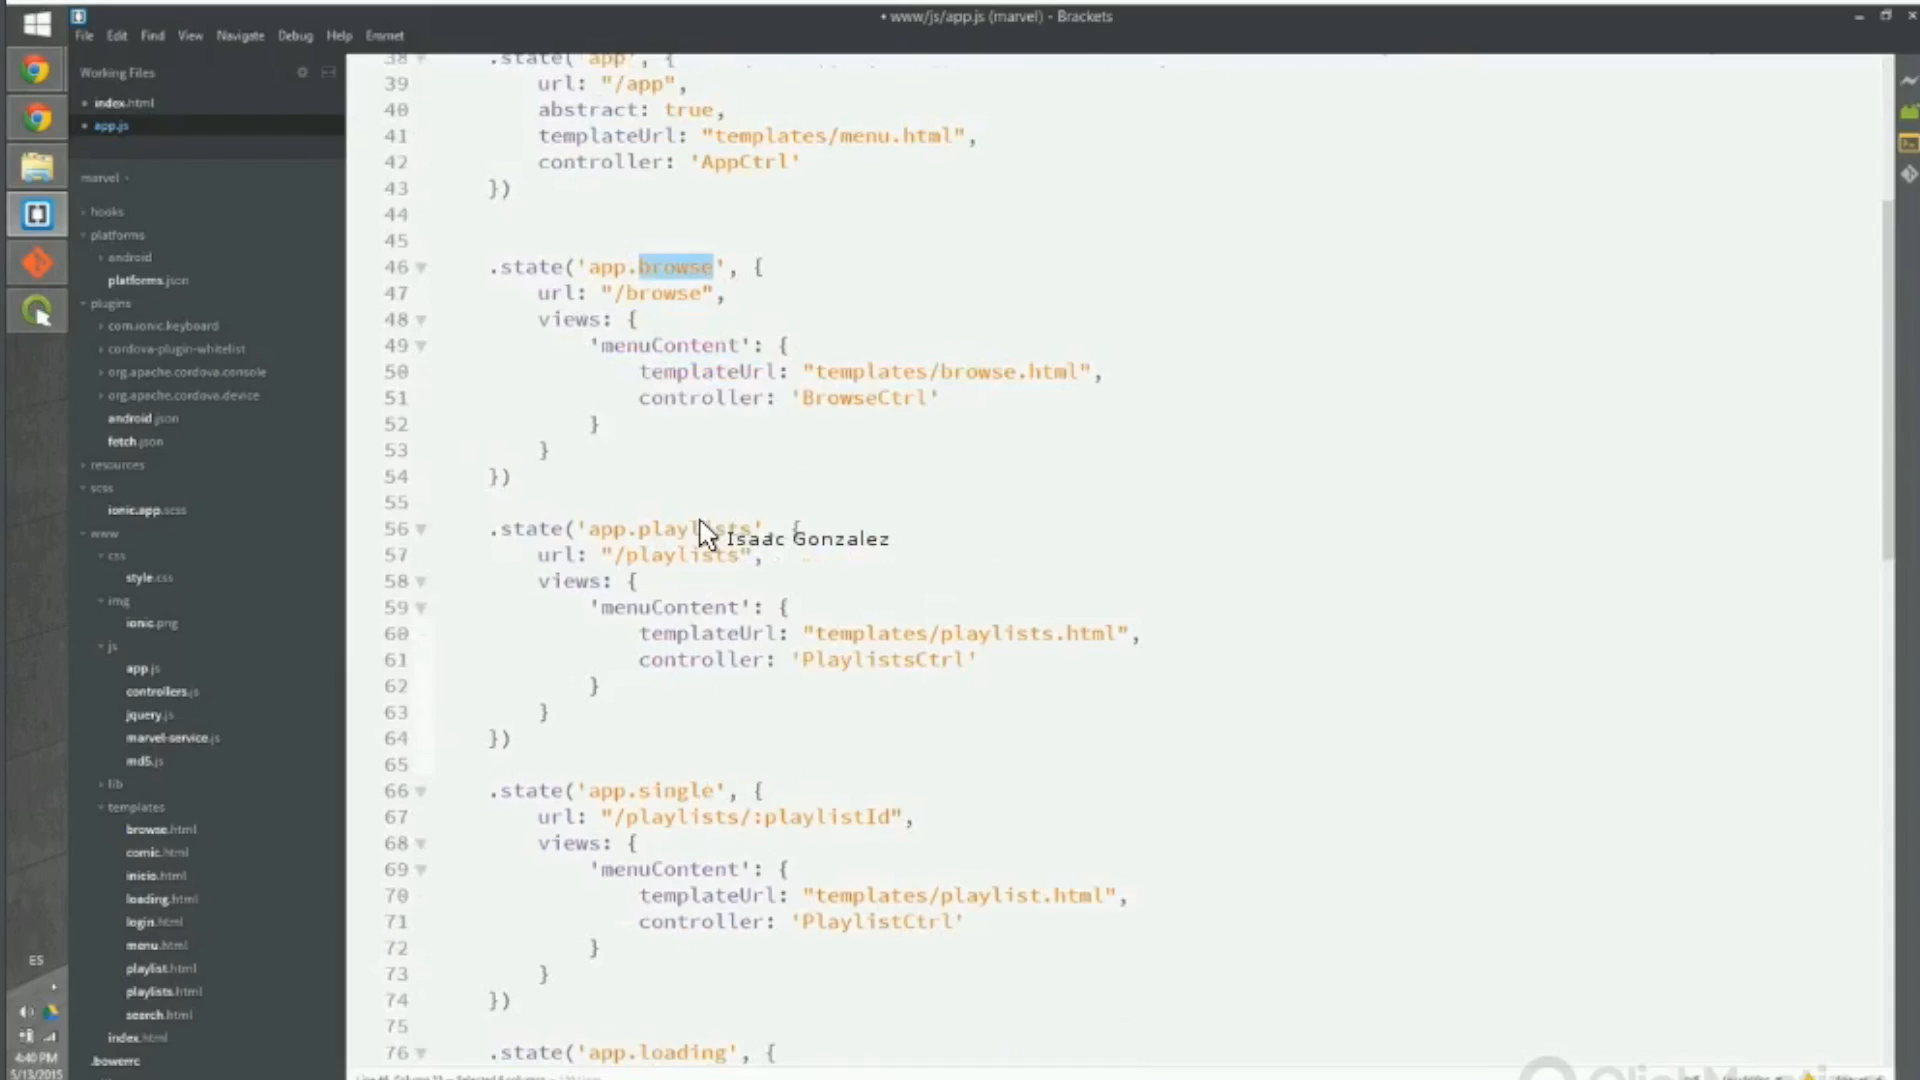 • www/js/app.js (marvel) - Brackets
File Edit Find View Navigate Debug Help Emmet
Working Files
index.html
app.js
marvel
hooks
platforms
android
platforms.json
plugins
com.ionic.keyboard
cordova-plugin-whitelist
org.apache.cordova.console
org.apache.cordova.device
android.json
fetch.json
resources
scss
ionic.app.scss
www
css
style.css
img
ionic.png
js
app.js
controllers.js
jquery.js
marvel-service.js
md5.js
lib
templates
browse.html
comic.html
inicio.html
loading.html
login.html
menu.html
playlist.html
playlists.html
search.html
index.html
.bowerrc
38 .state('app', {
39 url: "/app",
40 abstract: true,
41 templateUrl: "templates/menu.html",
42 controller: 'AppCtrl'
43 })
44
45
46 .state('app.browse', {
47 url: "/browse",
48 views: {
49 'menuContent': {
50 templateUrl: "templates/browse.html",
51 controller: 'BrowseCtrl'
52 }
53 }
54 })
55
56 .state('app.playlists', {
Isaac Gonzalez
57 url: "/playlists",
58 views: {
59 'menuContent': {
60 templateUrl: "templates/playlists.html",
61 controller: 'PlaylistsCtrl'
62 }
63 }
64 })
65
66 .state('app.single', {
67 url: "/playlists/:playlistId",
68 views: {
69 'menuContent': {
70 templateUrl: "templates/playlist.html",
71 controller: 'PlaylistCtrl'
72 }
73 }
74 })
75
76 .state('app.loading', {
ES
4:40 PM
5/13/2015